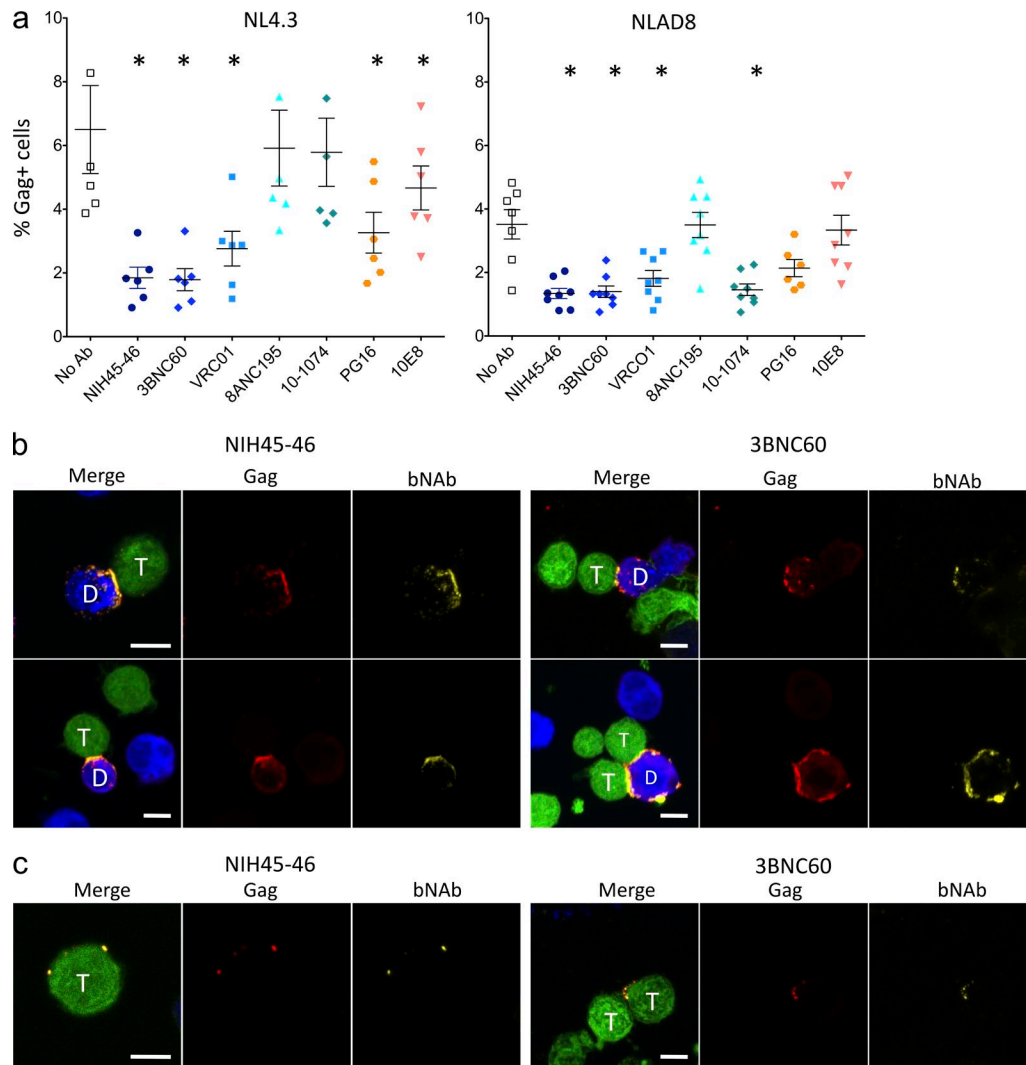 a
NL4.3
NLAD8
% Gag+ cells
10
8
6
4
2
0
* * * * *
No Ab NIH45-46 3BNC60 VRC01 8ANC195 10-1074 PG16 10E8
10
8
6
4
2
0
* * * *
No Ab NIH45-46 3BNC60 VRCO1 8ANC195 10-1074 PG16 10E8
b
NIH45-46
3BNC60
Merge Gag bNAb
Merge Gag bNAb
T
D
T D
T
D
T
T D
c
NIH45-46
3BNC60
Merge Gag bNAb
Merge Gag bNAb
T
T
T